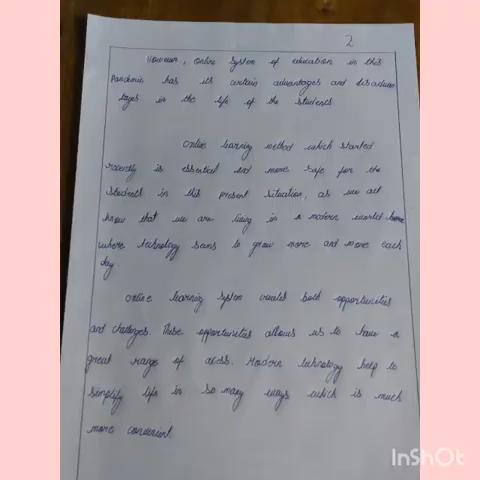 2
However, online system of education in this
Pandemic has its certain advantages and disadvan
tages in the life of the students
Online learning method which started
recently is essential and more safe for the
students in this present situation, as we all
know that we are living in a modern world
where technology seems to grow more and more each
day.
Online learning system created both opportunities
and challenges. These opportunities allows us to have a
great range of access. Modern technology help to
simplify life in so many ways which is much
more convenient
InShOt